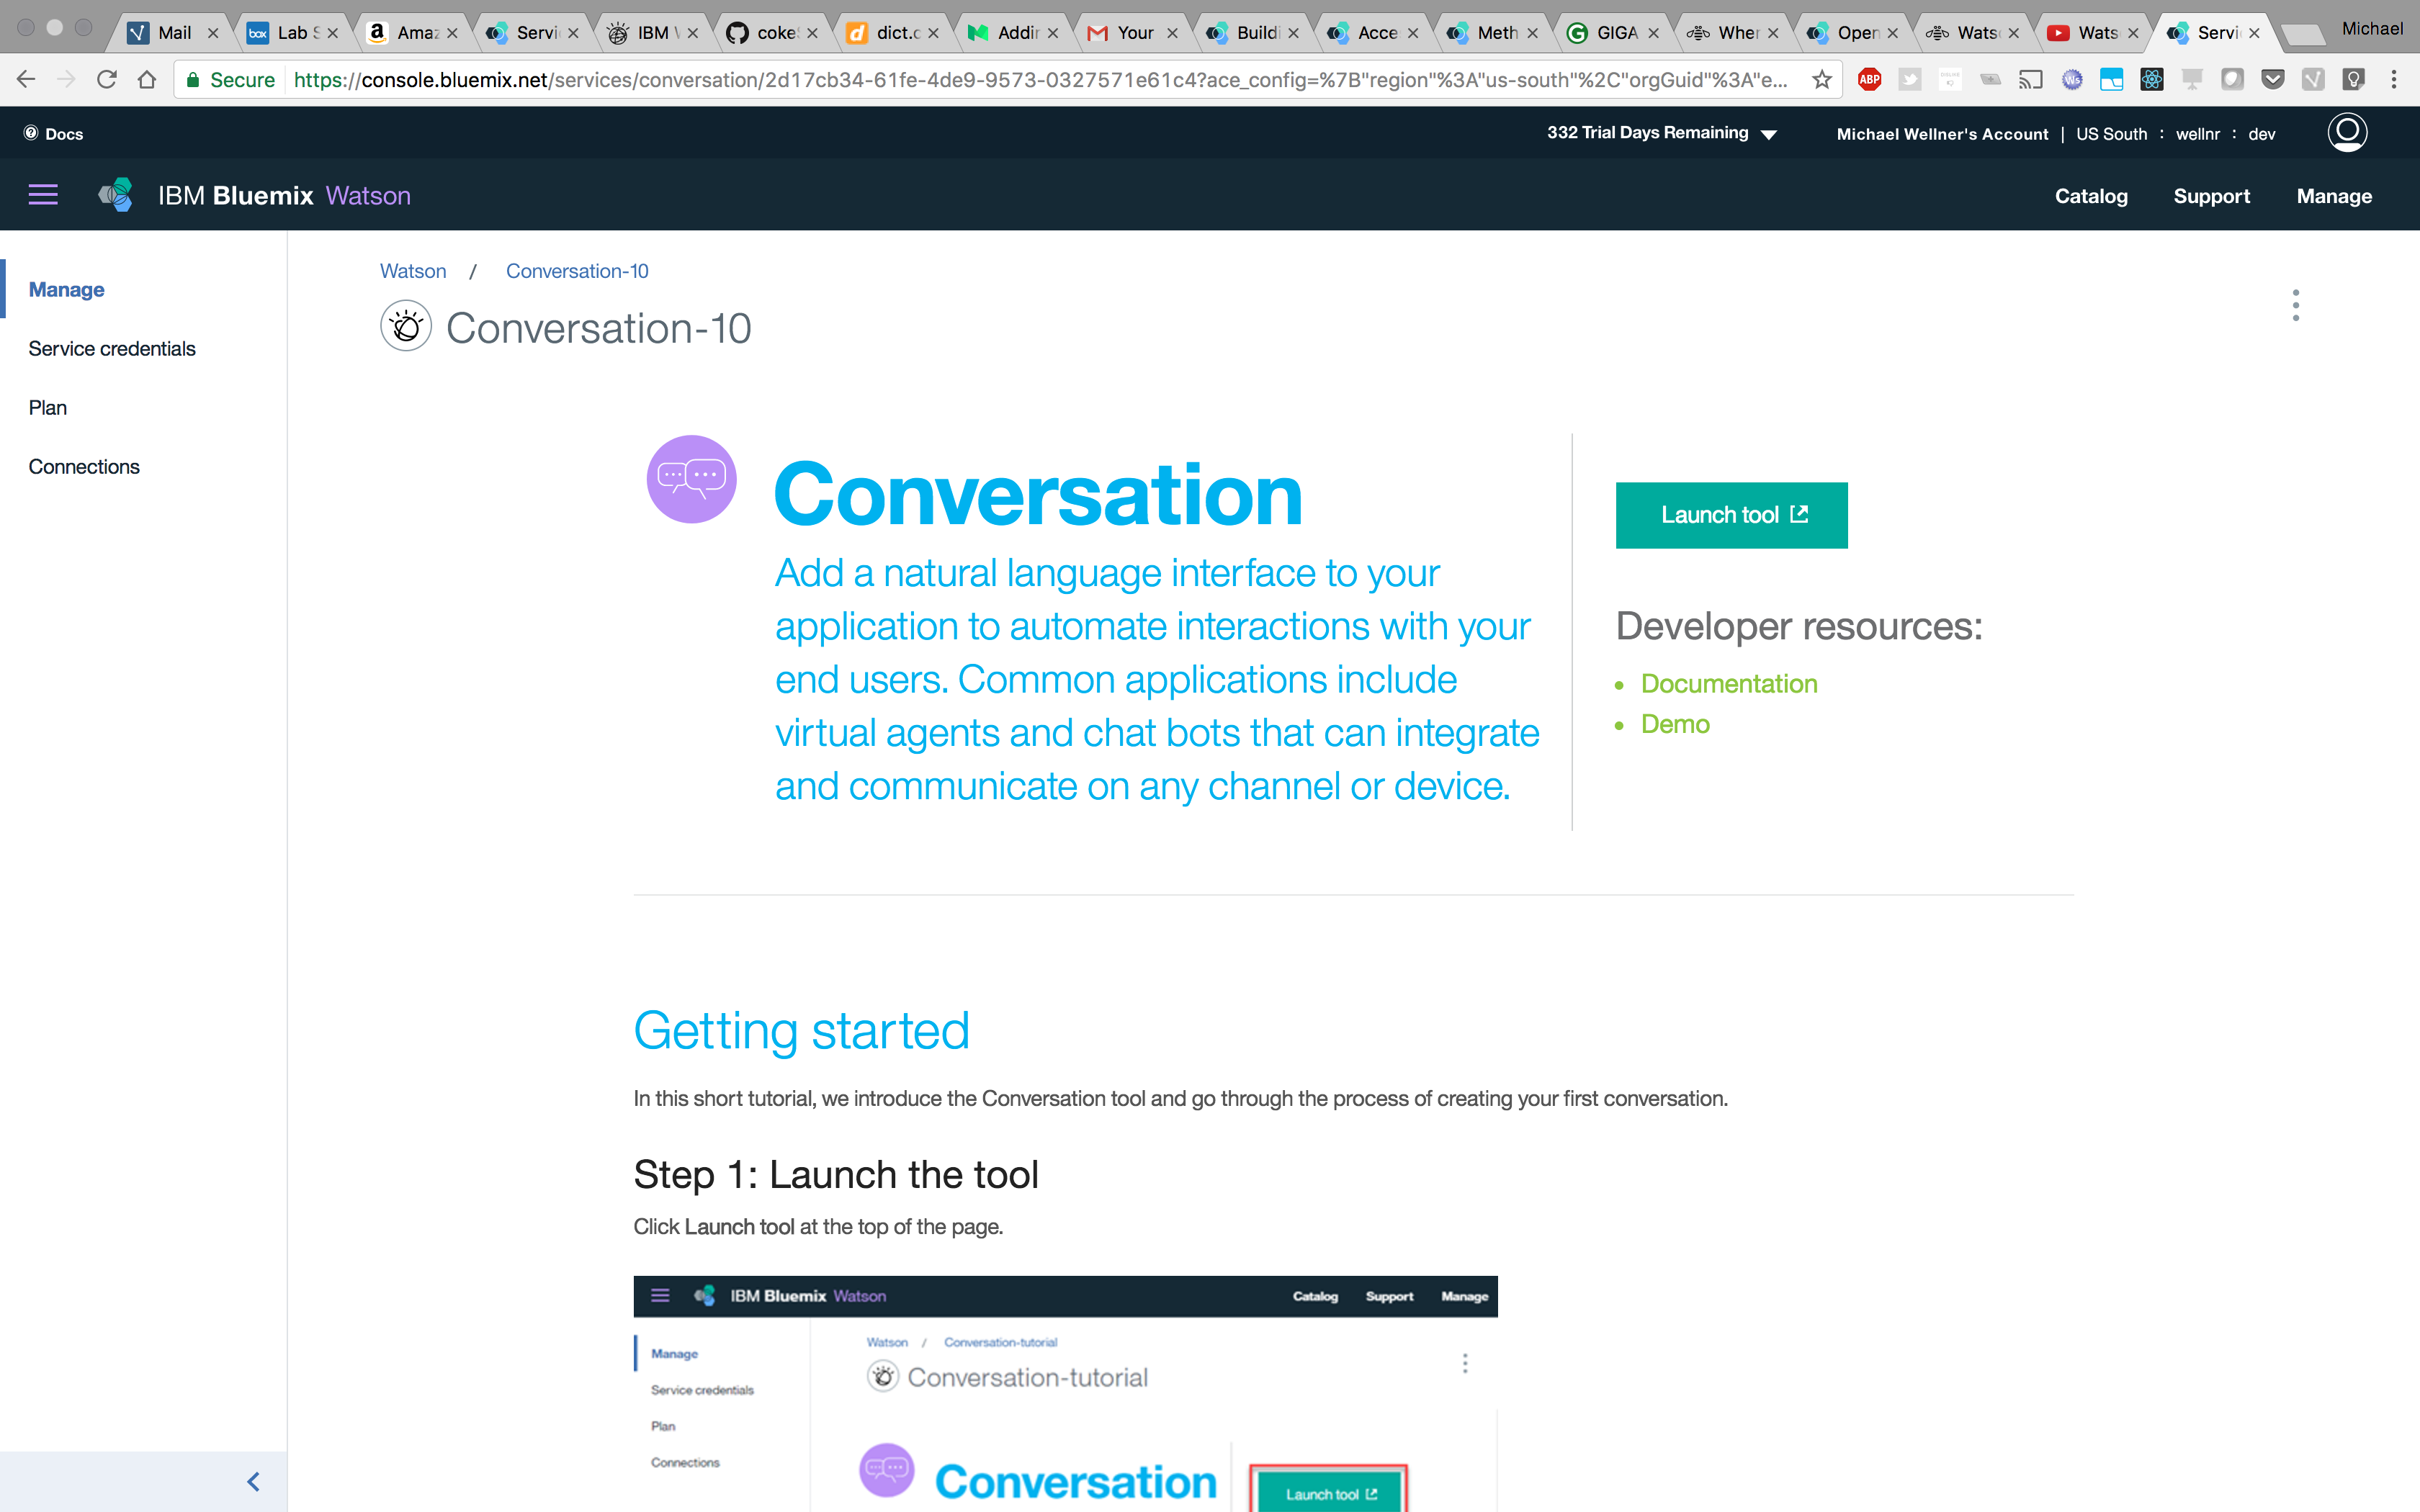 Mail
Lab S
Amaz
Servic
IBM W
cokeS
dict.c
Addin
Your
Buildi
Acce
Meth
GIGA
Wher
Open
Wats
Wats
Servi
Michael
Secure https://console.bluemix.net/services/conversation/2d17cb34-61fe-4de9-9573-0327571e61c4?ace_config=%7B"region"%3A"us-south"%2C"orgGuid"%3A"e...
ABP
Docs
332 Trial Days Remaining
Michael Wellner's Account | US South : wellnr : dev
IBM Bluemix Watson
Catalog Support Manage
Manage
Service credentials
Plan
Connections
Watson / Conversation-10
Conversation-10
Conversation
Add a natural language interface to your
application to automate interactions with your
end users. Common applications include
virtual agents and chat bots that can integrate
and communicate on any channel or device.
Launch tool
Developer resources:
• Documentation
• Demo
Getting started
In this short tutorial, we introduce the Conversation tool and go through the process of creating your first conversation.
Step 1: Launch the tool
Click Launch tool at the top of the page.
IBM Bluemix Watson
Catalog Support Manage
Manage
Service credentials
Plan
Connections
Watson / Conversation-tutorial
Conversation-tutorial
Conversation
Launch tool